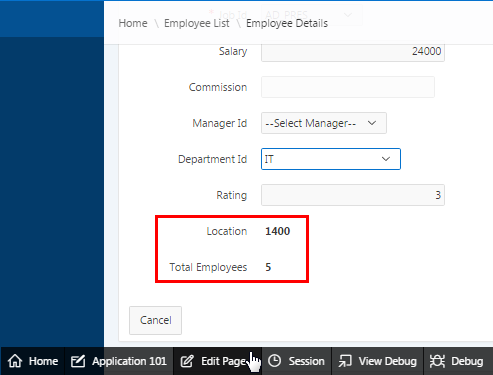 Home \ Employee List \ Employee Details
Salary 24000
Commission
Manager Id --Select Manager--
Department Id IT
Rating 3
Location 1400
Total Employees 5
Cancel
Home Application 101 Edit Page Session View Debug Debug